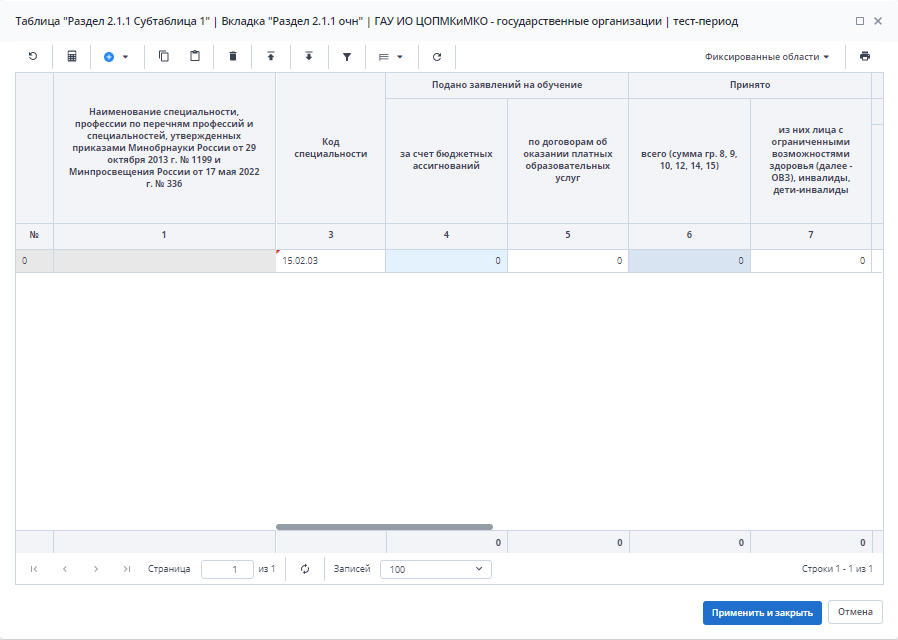 Таблица "Раздел 2.1.1 Субтаблица 1" | Вкладка "Раздел 2.1.1 очн" | ГАУ ИО ЦОПМКиМКО - государственные организации | тест-период
Фиксированные области
Наименование специальности,
профессии по перечням профессий и
специальностей, утвержденных
приказами Минобрнауки России от 29
октября 2013 г. № 1199 и
Минпросвещения России от 17 мая 2022
г. № 336
Код
специальности
Подано заявлений на обучение
за счет бюджетных
ассигнований
по договорам об
оказании платных
образовательных
услуг
Принято
всего (сумма гр. 8, 9,
10, 12, 14, 15)
из них лица с
ограниченными
возможностями
здоровья (далее -
ОВЗ), инвалиды,
дети-инвалиды
№ 1 3 4 5 6 7
0 15.02.03 0 0 0 0
0 0 0 0
Страница 1 из 1 Записей 100 Строки 1 - 1 из 1
Применить и закрыть Отмена